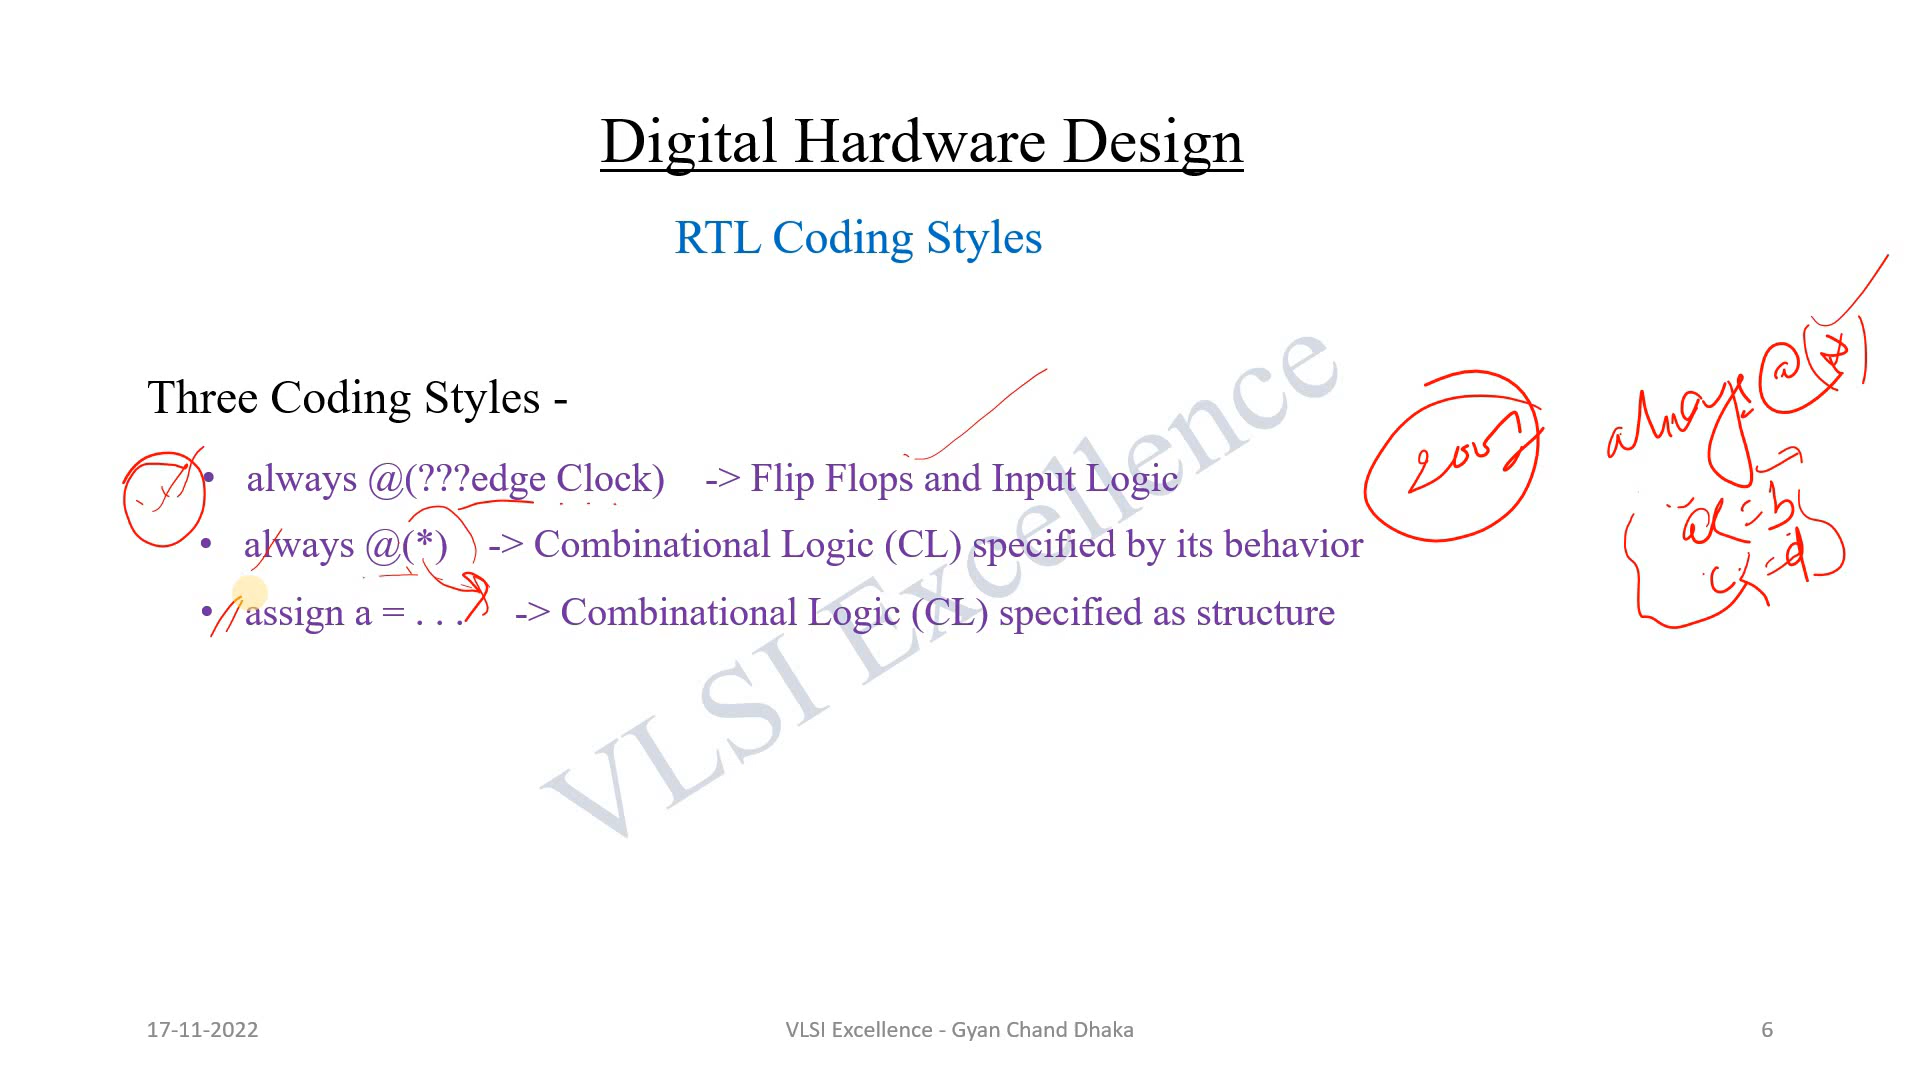 Digital Hardware Design
RTL Coding Styles
Three Coding Styles -
• always @(???edge Clock) -> Flip Flops and Input Logic
• always @(*) -> Combinational Logic (CL) specified by its behavior
• assign a = . . . -> Combinational Logic (CL) specified as structure
always @(*)
= b
c = d
VLSI Excellence
17-11-2022
VLSI Excellence - Gyan Chand Dhaka
6